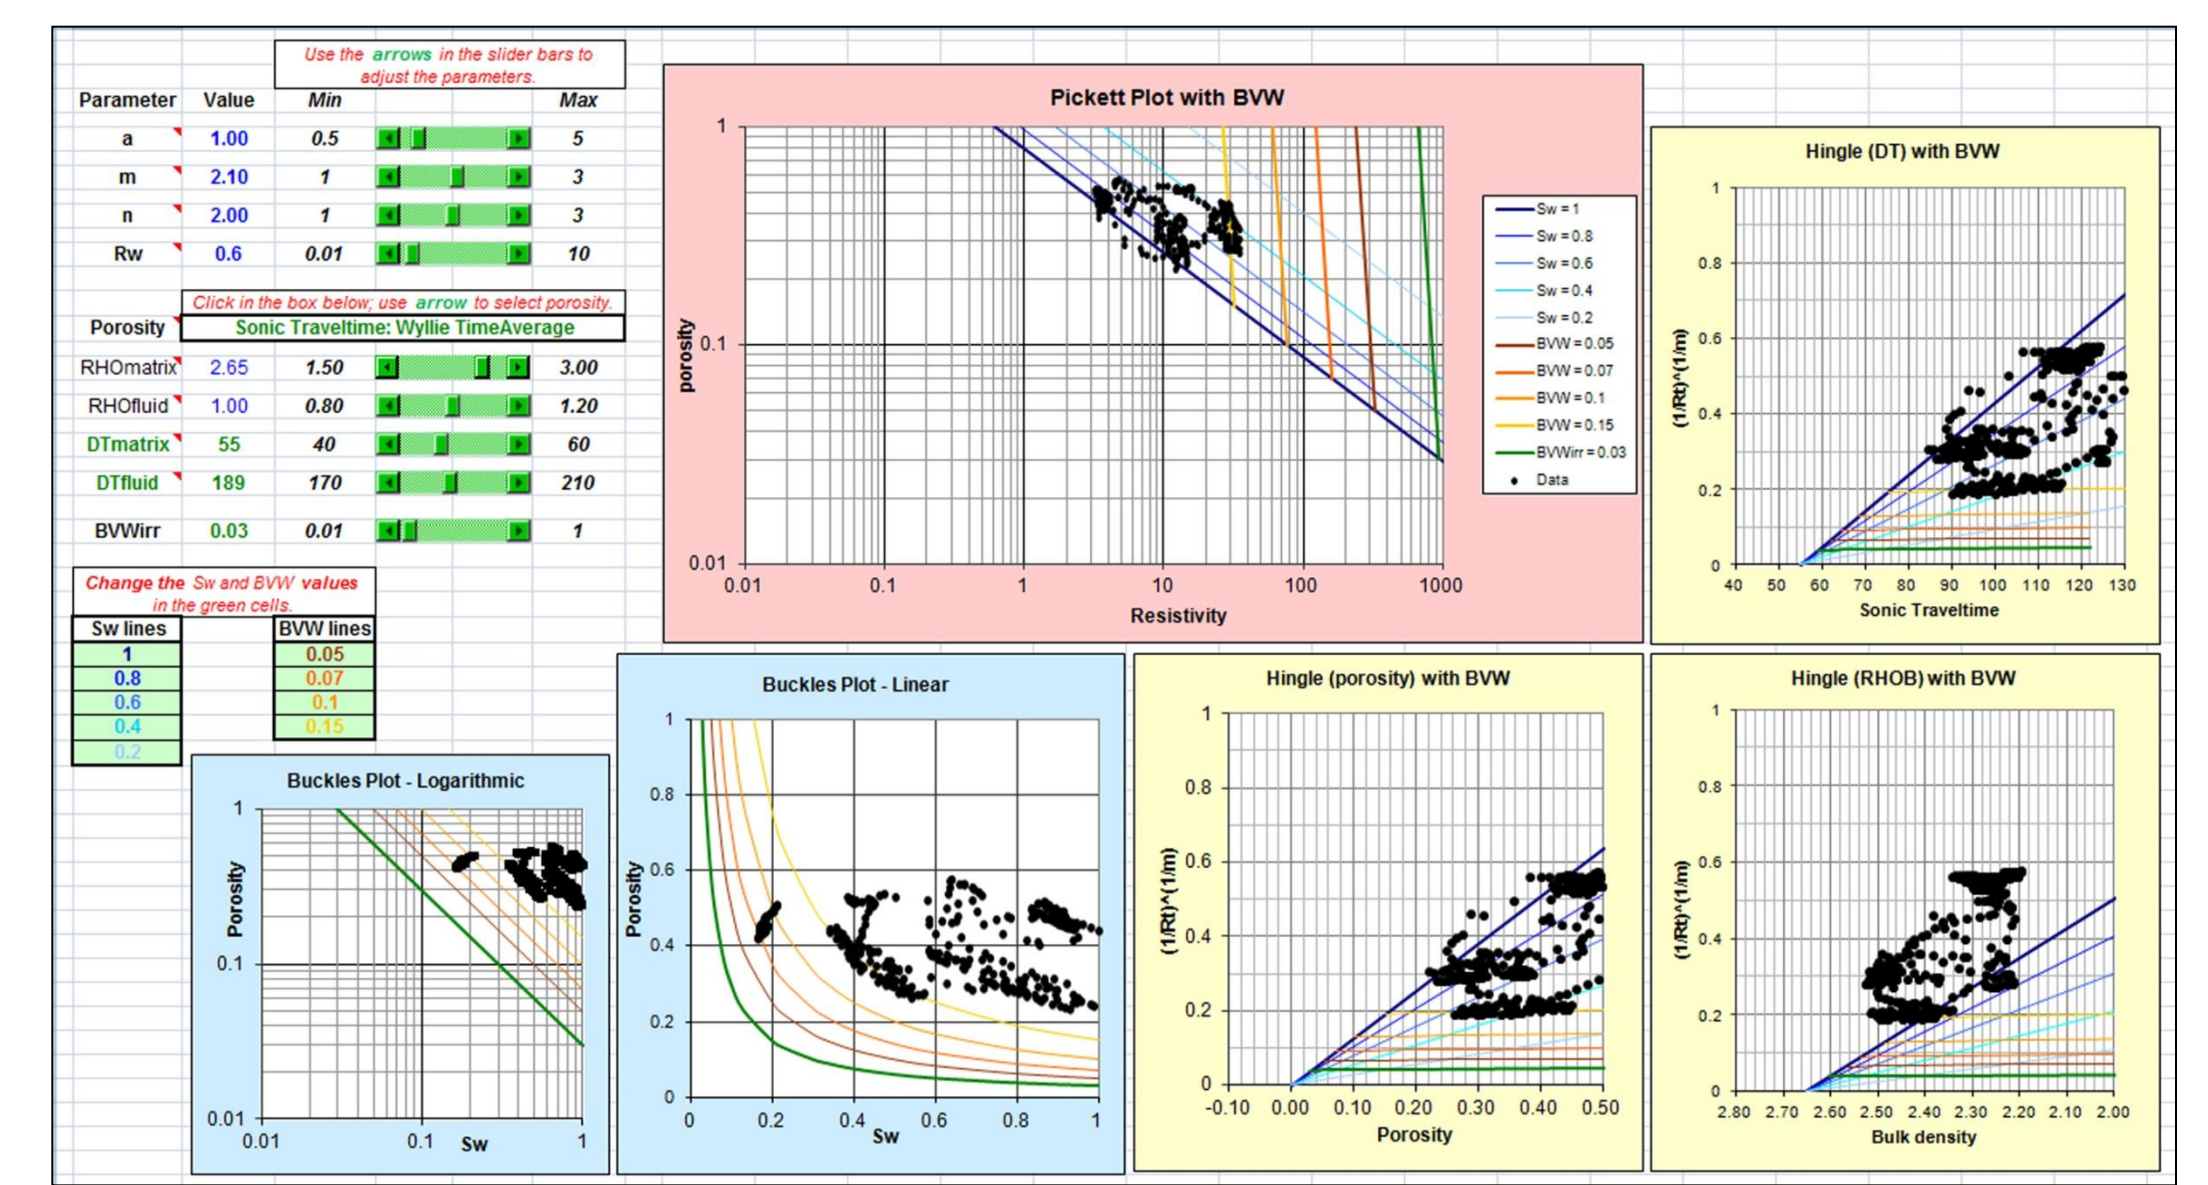 Use the arrows in the slider bars to
adjust the parameters.
Parameter Value Min Max
a 1.00 0.5 5
m 2.10 1 3
n 2.00 1 3
Rw 0.6 0.01 10
Click in the box below; use arrow to select porosity.
Porosity Sonic Traveltime: Wyllie TimeAverage
RHOmatrix 2.65 1.50 3.00
RHOfluid 1.00 0.80 1.20
DTmatrix 55 40 60
DTfluid 189 170 210
BVWirr 0.03 0.01 1
Change the Sw and BVW values
in the green cells.
Sw lines BVW lines
1 0.05
0.8 0.07
0.6 0.1
0.4 0.15
0.2
Pickett Plot with BVW
1
0.1
0.01
porosity
0.01 0.1 1 10 100 1000
Resistivity
Sw = 1
Sw = 0.8
Sw = 0.6
Sw = 0.4
Sw = 0.2
BVW = 0.05
BVW = 0.07
BVW = 0.1
BVW = 0.15
BVWirr = 0.03
Data
Hingle (DT) with BVW
1
0.8
0.6
0.4
0.2
0
(1/Rt)^(1/m)
40 50 60 70 80 90 100 110 120 130
Sonic Traveltime
Buckles Plot - Logarithmic
1
0.1
0.01
Porosity
0.01 0.1 1
Sw
Buckles Plot - Linear
1
0.8
0.6
0.4
0.2
0
Porosity
0 0.2 0.4 0.6 0.8 1
Sw
Hingle (porosity) with BVW
1
0.8
0.6
0.4
0.2
0
(1/Rt)^(1/m)
-0.10 0.00 0.10 0.20 0.30 0.40 0.50
Porosity
Hingle (RHOB) with BVW
1
0.8
0.6
0.4
0.2
0
(1/Rt)^(1/m)
2.80 2.70 2.60 2.50 2.40 2.30 2.20 2.10 2.00
Bulk density